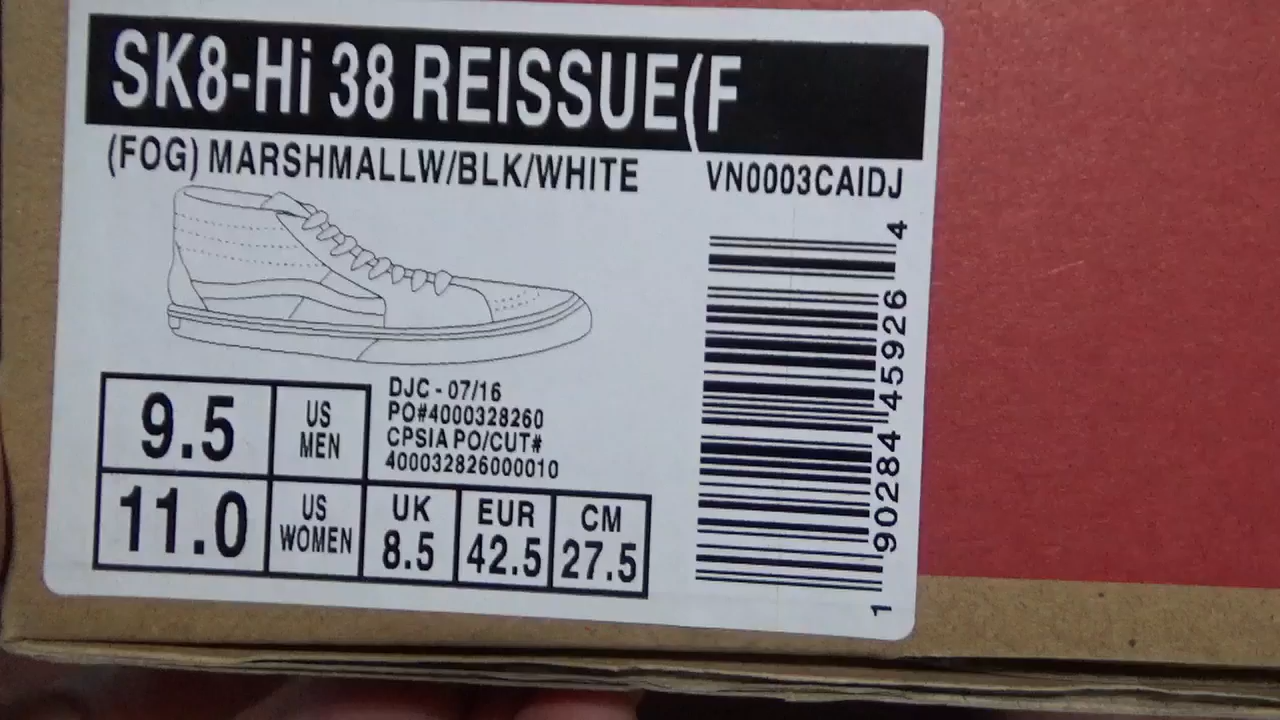 SK8-Hi 38 REISSUE(F
(FOG) MARSHMALLW/BLK/WHITE
VN0003CAIDJ
DJC - 07/16
PO#4000328260
CPSIA PO/CUT#
400032826000010
9.5 US MEN
11.0 US WOMEN
UK 8.5
EUR 42.5
CM 27.5
1 90284 45926 4